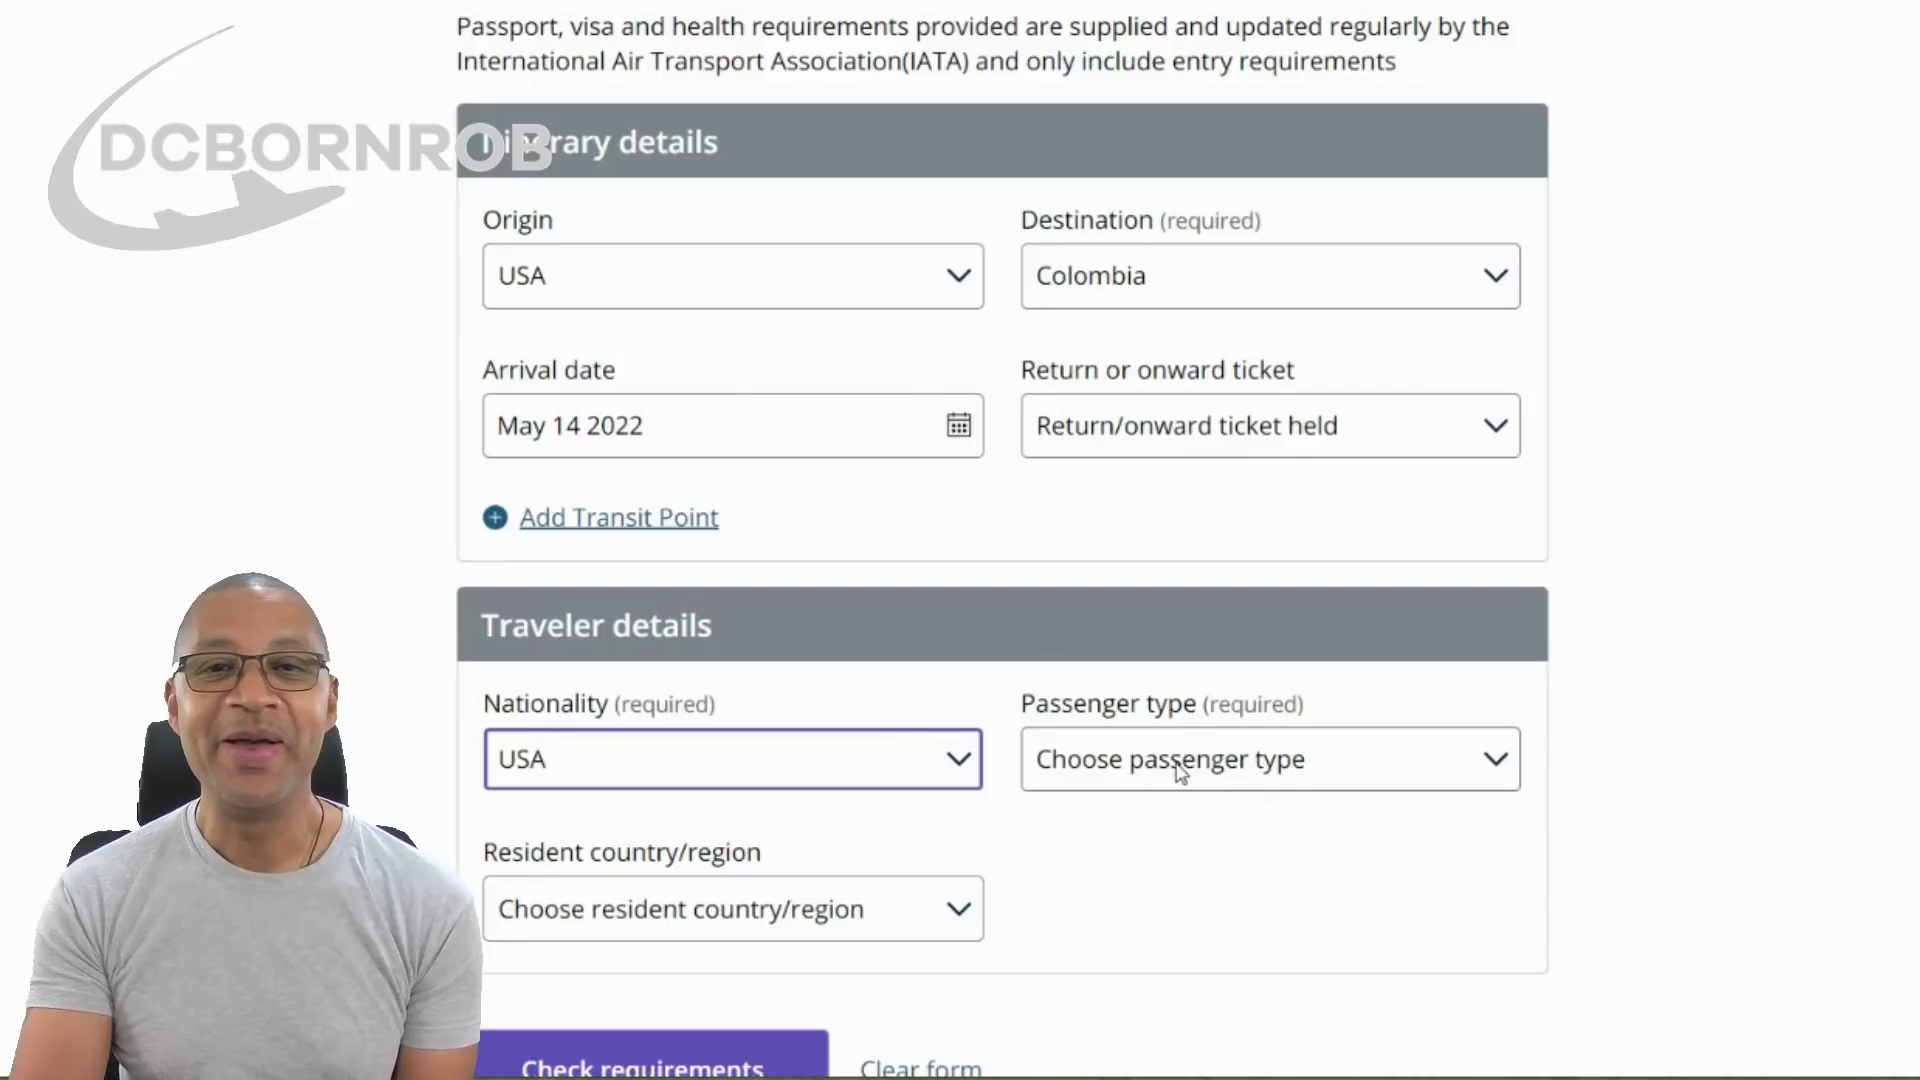 Passport, visa and health requirements provided are supplied and updated regularly by the
International Air Transport Association(IATA) and only include entry requirements
DCBORNROB
Itinerary details
Origin
Destination (required)
USA
Colombia
Arrival date
Return or onward ticket
May 14 2022
Return/onward ticket held
Add Transit Point
Traveler details
Nationality (required)
Passenger type (required)
USA
Choose passenger type
Resident country/region
Choose resident country/region
Check requirements
Clear form